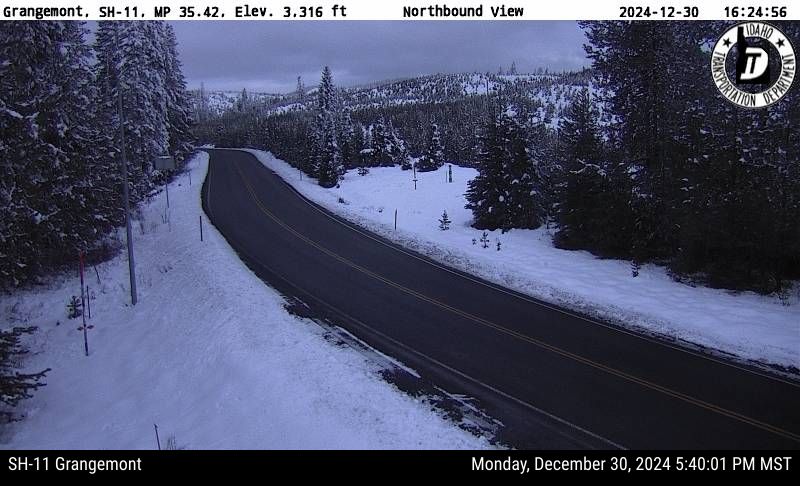 Grangemont, SH-11, MP 35.42, Elev. 3,316 ft Northbound View 2024-12-30 16:24:56
IDAHO
TRANSPORTATION DEPARTMENT
SH-11 Grangemont Monday, December 30, 2024 5:40:01 PM MST